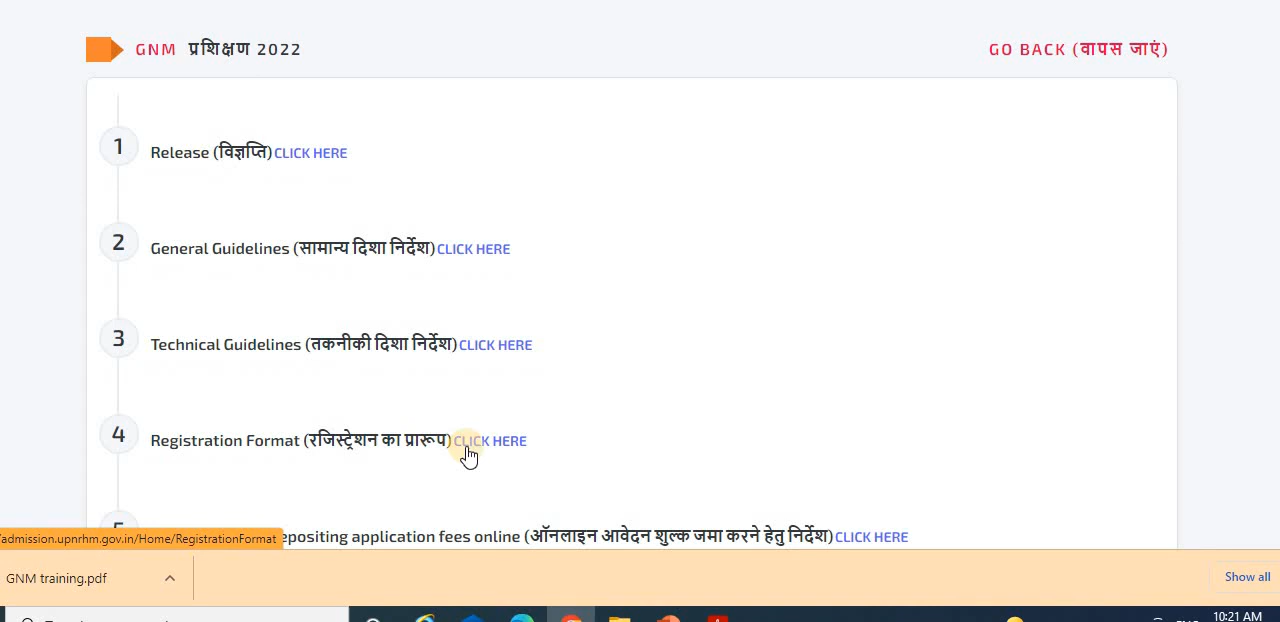 GNM प्रशिक्षण 2022
GO BACK (वापस जाएं)
1
Release (विज्ञप्ति) CLICK HERE
2
General Guidelines (सामान्य दिशा निर्देश) CLICK HERE
3
Technical Guidelines (तकनीकी दिशा निर्देश) CLICK HERE
4
Registration Format (रजिस्ट्रेशन का प्रारूप) CLICK HERE
5
epositing application fees online (ऑनलाइन आवेदन शुल्क जमा करने हेतु निर्देश) CLICK HERE
/admission.upnrhm.gov.in/Home/RegistrationFormat
GNM training.pdf
Show all
10:21 AM